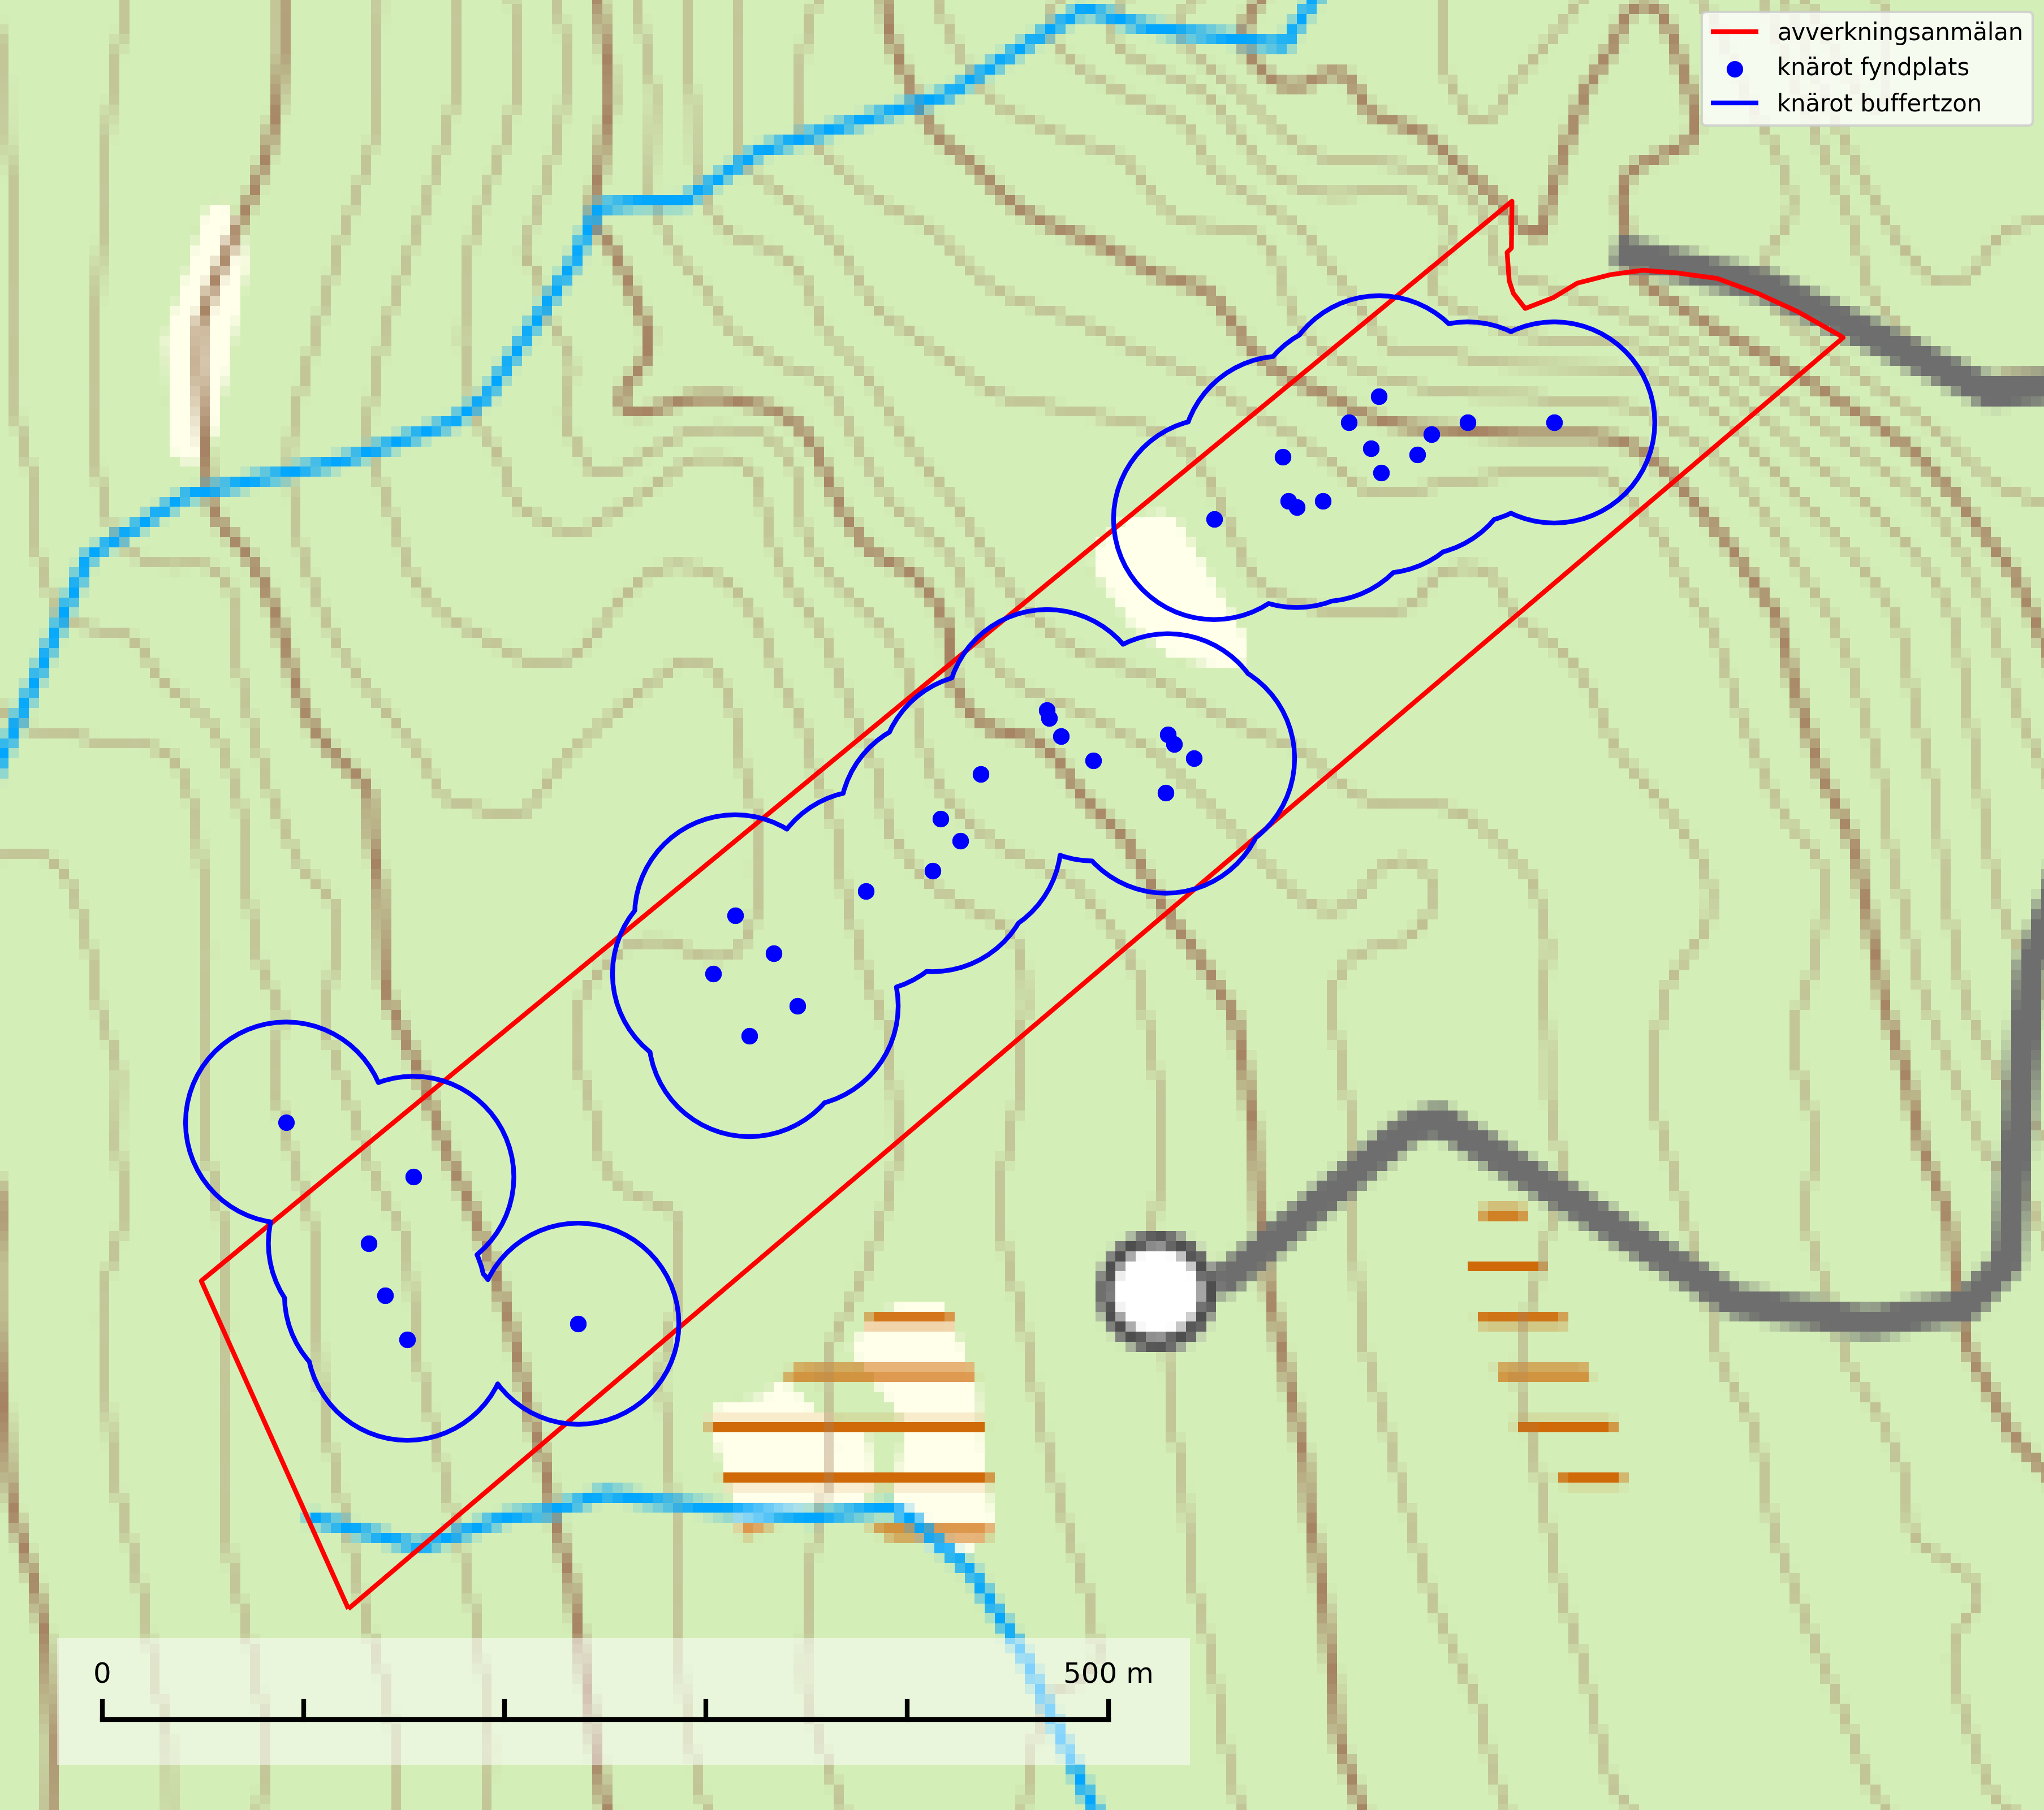 avverkningsanmälan
knärot fyndplats
knärot buffertzon
0
500 m